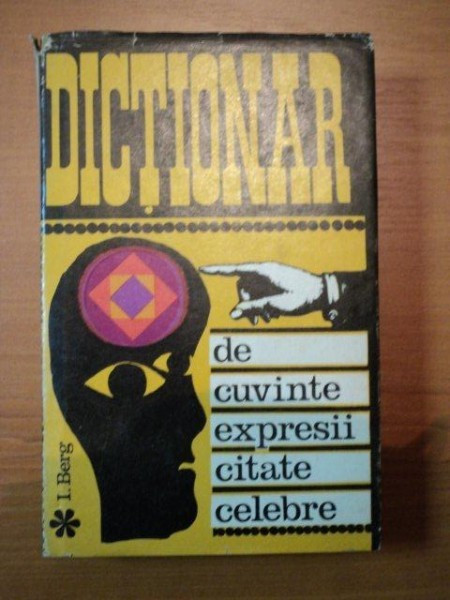 DICȚIONAR
de
cuvinte
expresii
citate
celebre
I. Berg